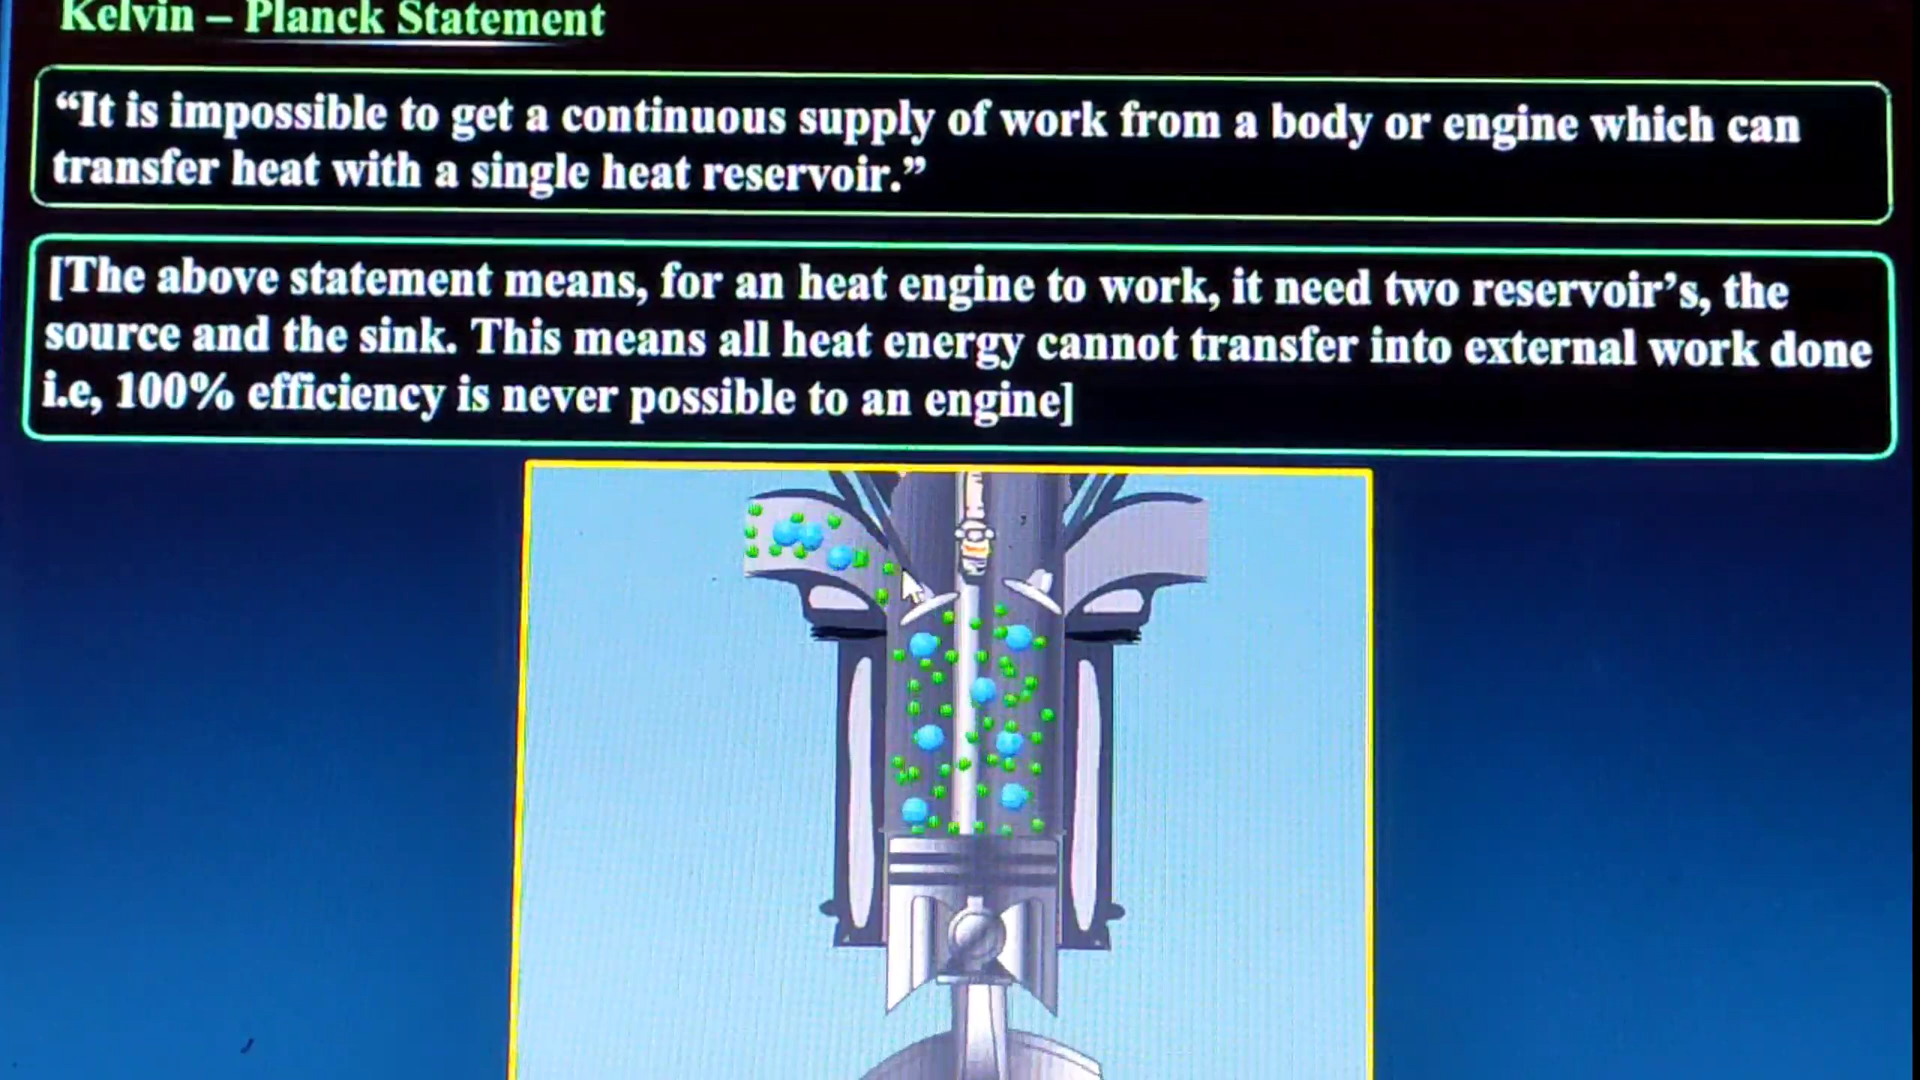 Kelvin – Planck Statement
“It is impossible to get a continuous supply of work from a body or engine which can
transfer heat with a single heat reservoir.”
[The above statement means, for an heat engine to work, it need two reservoir’s, the
source and the sink. This means all heat energy cannot transfer into external work done
i.e, 100% efficiency is never possible to an engine]